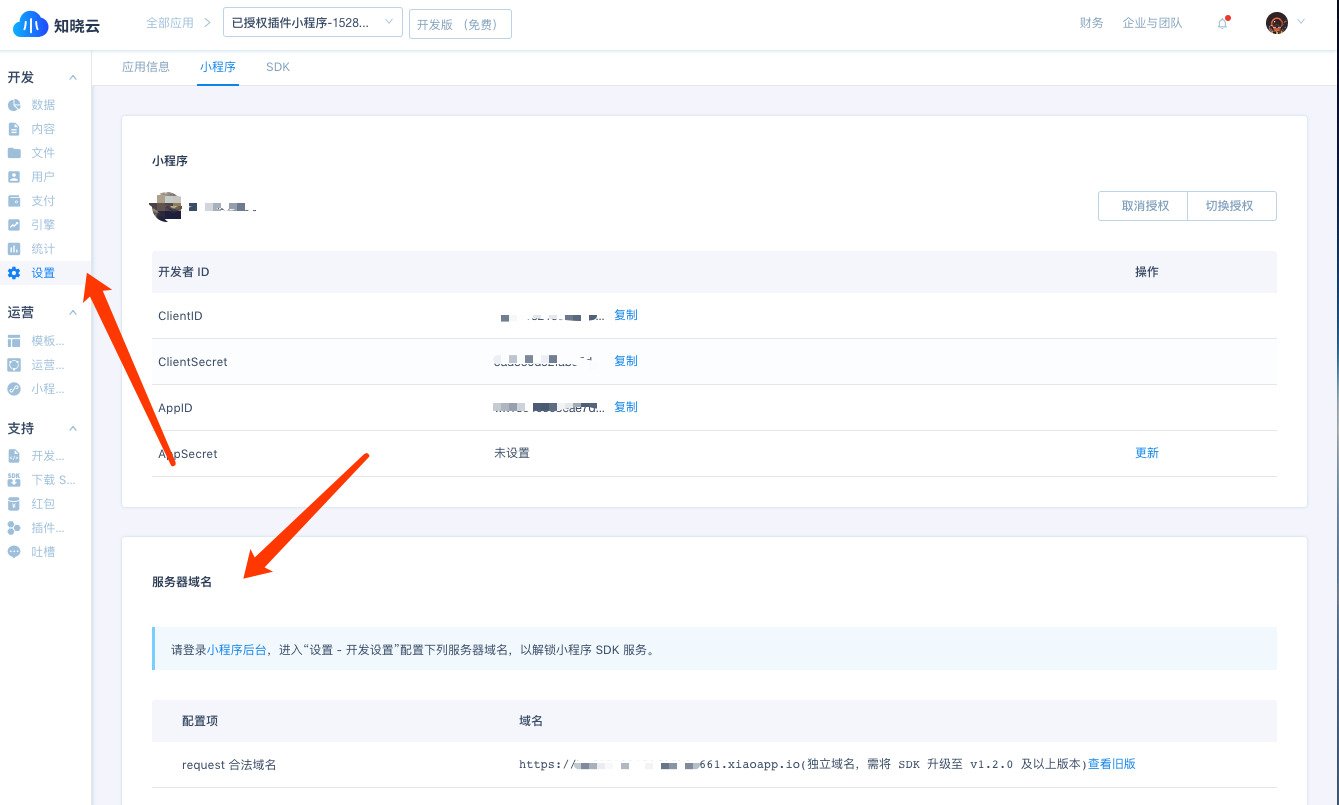 知晓云
全部应用
已授权插件小程序-1528...
开发版 （免费）
财务
企业与团队
应用信息
小程序
SDK
开发
数据
内容
文件
用户
支付
引擎
统计
设置
运营
模板...
运营...
小程...
支持
开发...
下载 S...
红包
插件...
吐槽
小程序
取消授权
切换授权
开发者 ID
操作
ClientID
复制
ClientSecret
复制
AppID
复制
AppSecret
未设置
更新
服务器域名
请登录小程序后台，进入“设置 - 开发设置”配置下列服务器域名，以解锁小程序 SDK 服务。
配置项
域名
request 合法域名
https://661.xiaoapp.io(独立域名，需将 SDK 升级至 v1.2.0 及以上版本)查看旧版